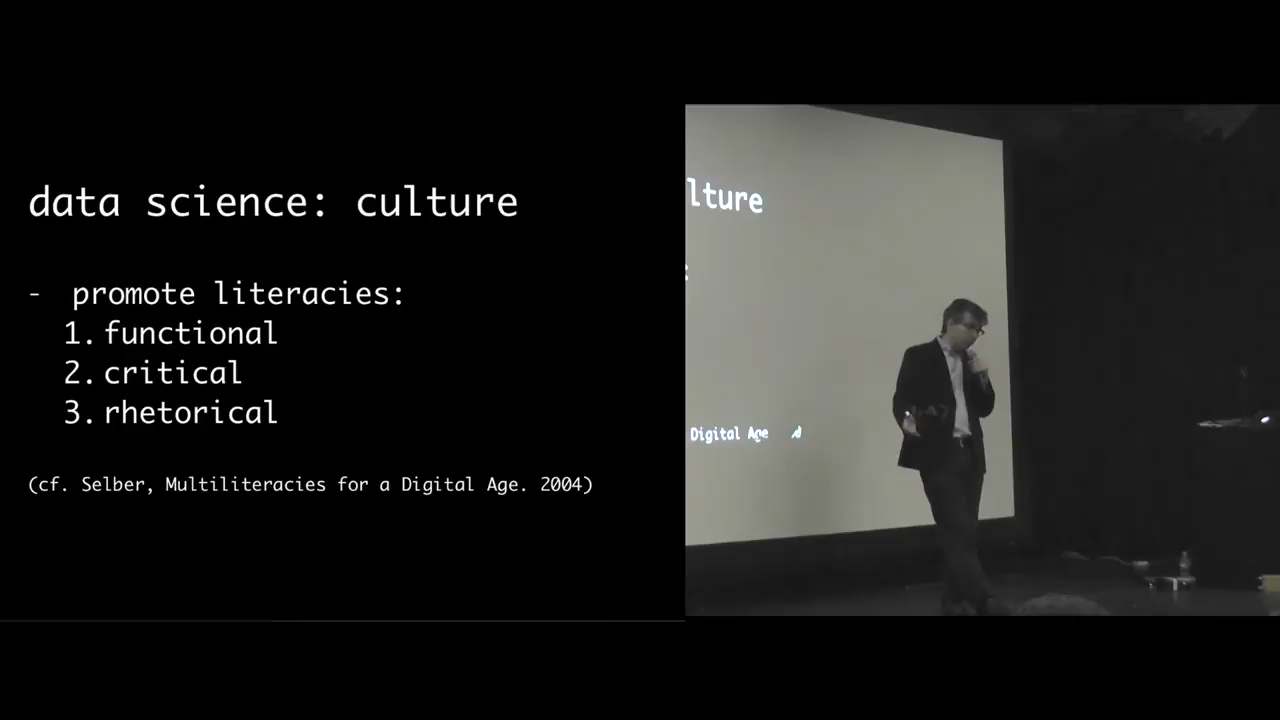 data science: culture
- promote literacies:
1. functional
2. critical
3. rhetorical
(cf. Selber, Multiliteracies for a Digital Age. 2004)
lture
:
Digital Age